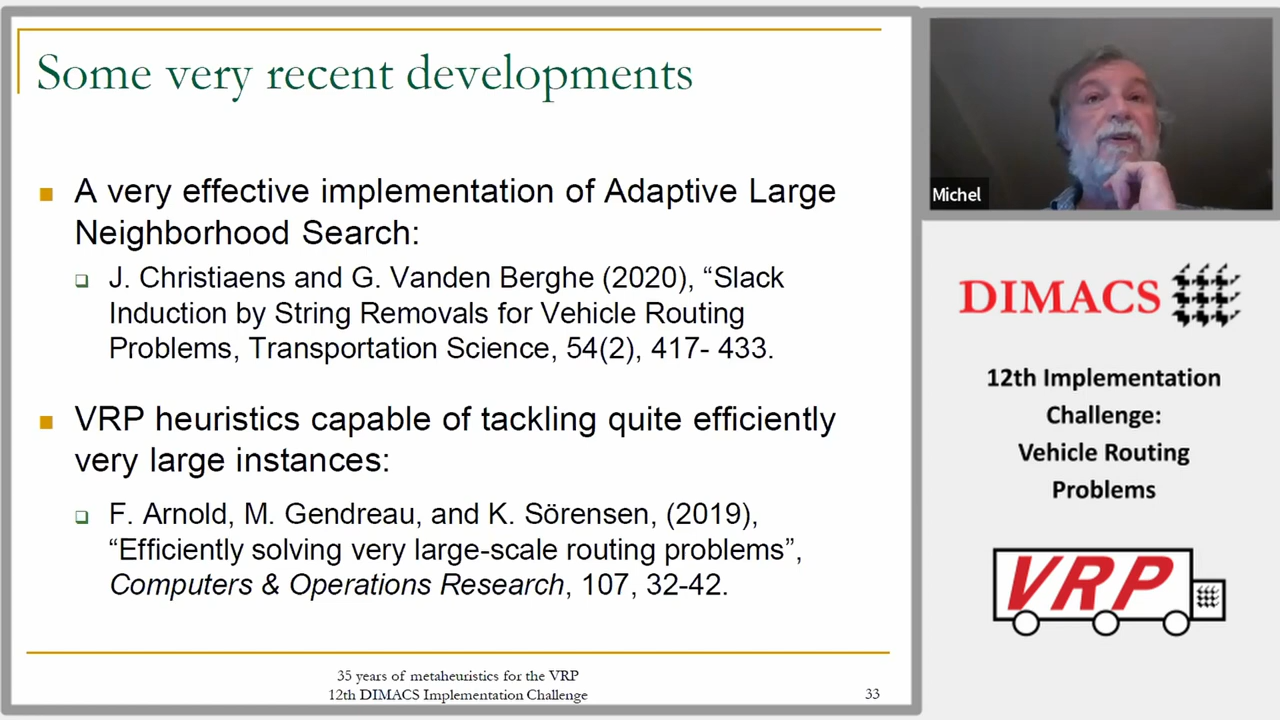 Some very recent developments
A very effective implementation of Adaptive Large
Neighborhood Search:
J. Christiaens and G. Vanden Berghe (2020), “Slack
Induction by String Removals for Vehicle Routing
Problems, Transportation Science, 54(2), 417- 433.
VRP heuristics capable of tackling quite efficiently
very large instances:
F. Arnold, M. Gendreau, and K. Sörensen, (2019),
“Efficiently solving very large-scale routing problems”,
Computers & Operations Research, 107, 32-42.
35 years of metaheuristics for the VRP
12th DIMACS Implementation Challenge
33
Michel
DIMACS
12th Implementation
Challenge:
Vehicle Routing
Problems
VRP